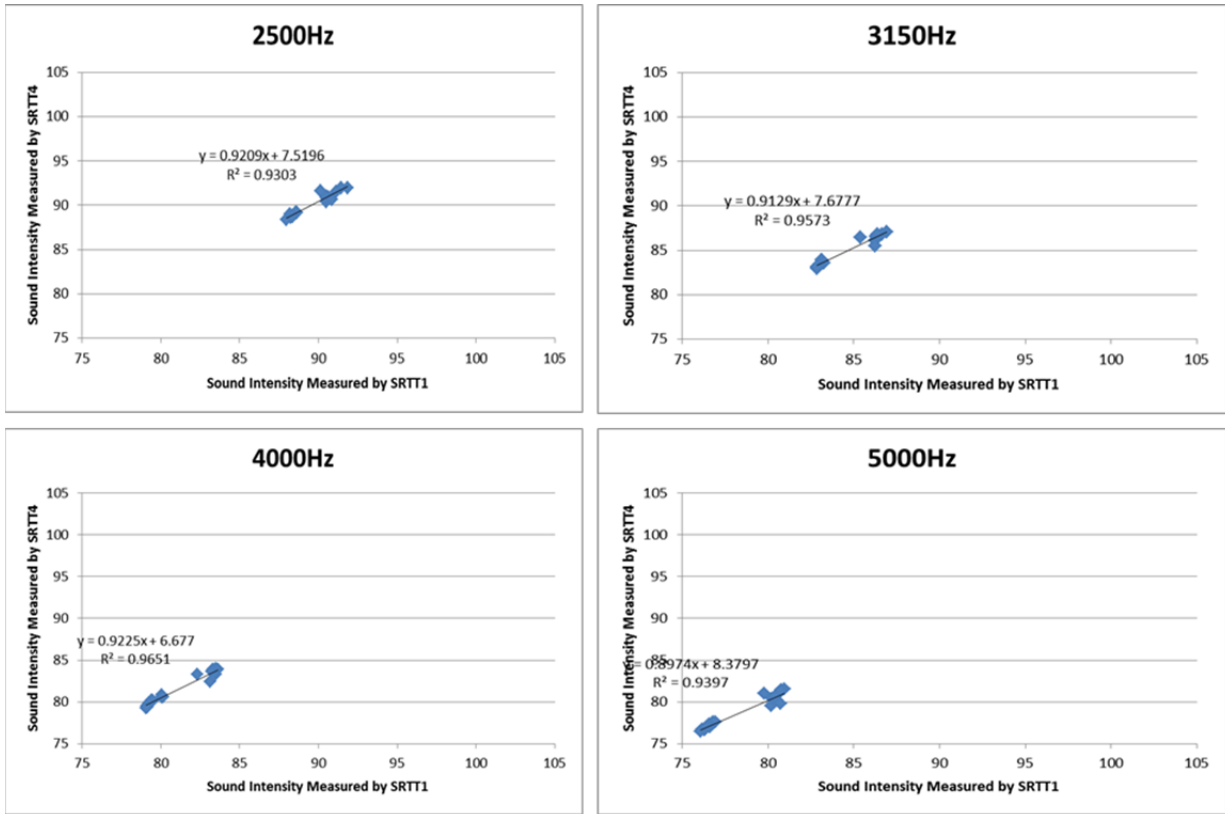 2500Hz
105
100
95
90
85
80
75
75 80 85 90 95 100 105
Sound Intensity Measured by SRTT4
Sound Intensity Measured by SRTT1
y = 0.9209x + 7.5196
R² = 0.9303
3150Hz
105
100
95
90
85
80
75
75 80 85 90 95 100 105
Sound Intensity Measured by SRTT4
Sound Intensity Measured by SRTT1
y = 0.9129x + 7.6777
R² = 0.9573
4000Hz
105
100
95
90
85
80
75
75 80 85 90 95 100 105
Sound Intensity Measured by SRTT4
Sound Intensity Measured by SRTT1
y = 0.9225x + 6.677
R² = 0.9651
5000Hz
105
100
95
90
85
80
75
75 80 85 90 95 100 105
Sound Intensity Measured by SRTT4
Sound Intensity Measured by SRTT1
y = 0.8974x + 8.3797
R² = 0.9397